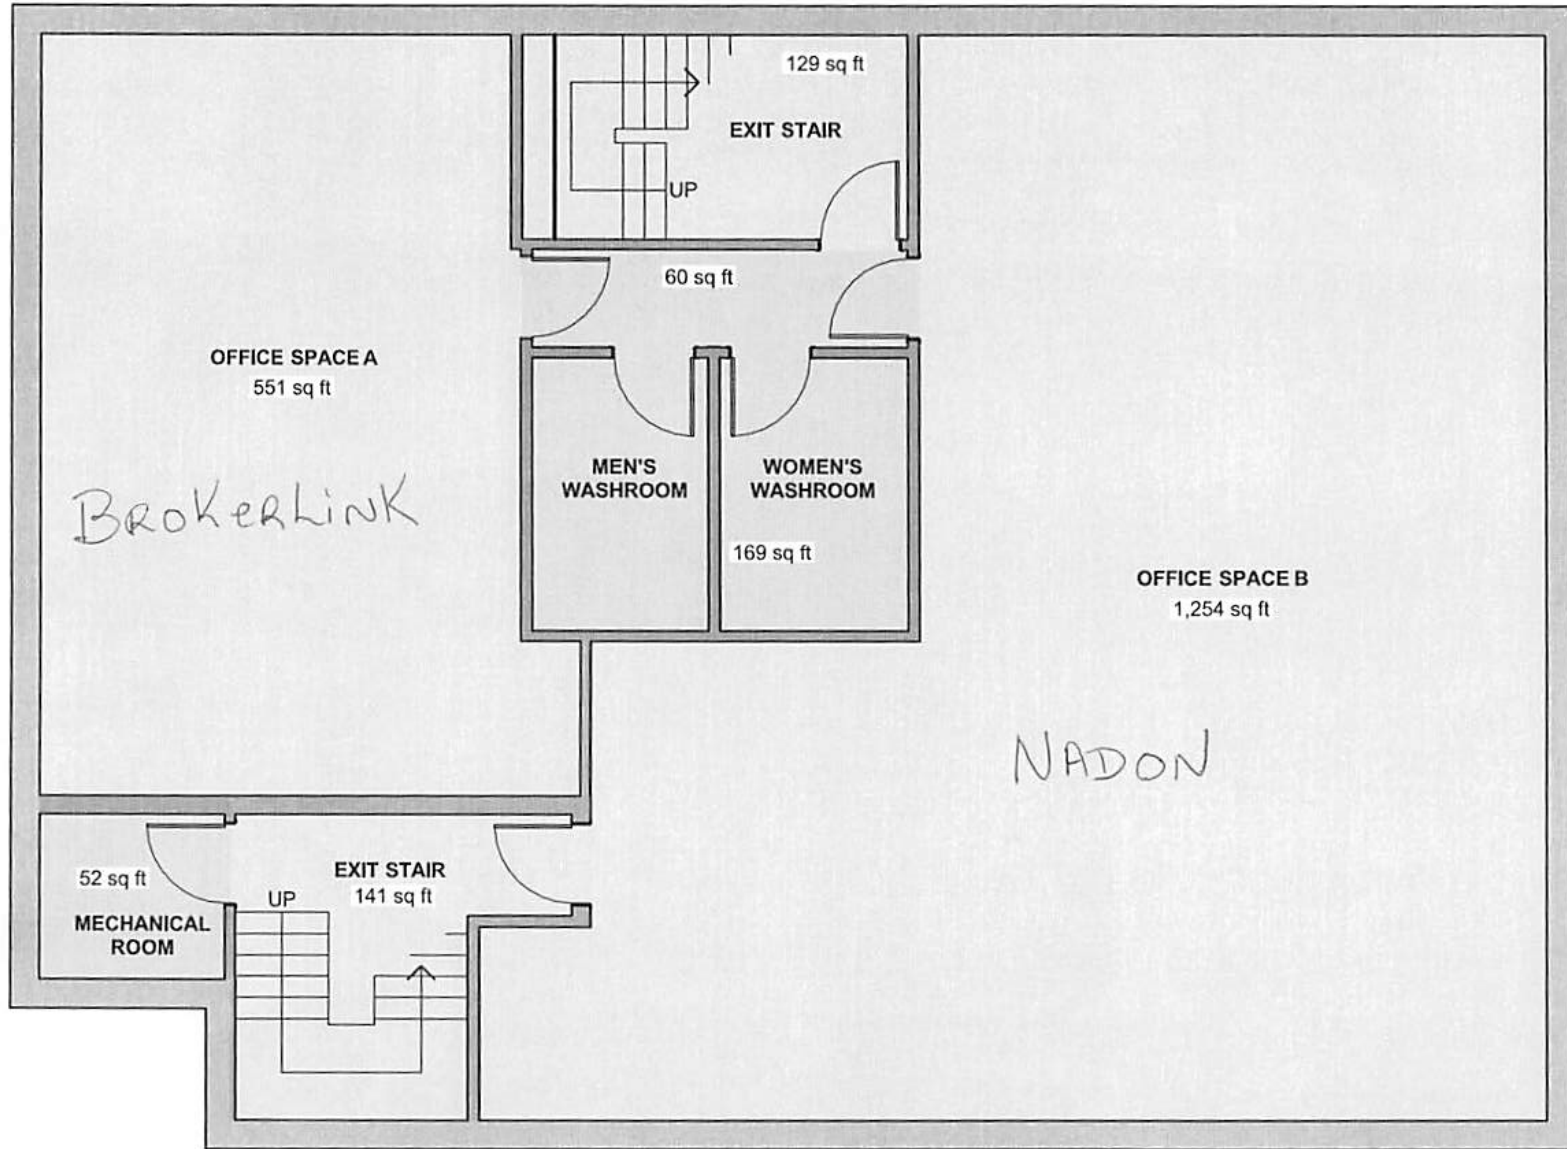 129 sq ft
EXIT STAIR
UP
60 sq ft
OFFICE SPACE A
551 sq ft
MEN'S
WASHROOM
WOMEN'S
WASHROOM
169 sq ft
BROKERLINK
OFFICE SPACE B
1,254 sq ft
NADON
EXIT STAIR
141 sq ft
52 sq ft
UP
MECHANICAL
ROOM